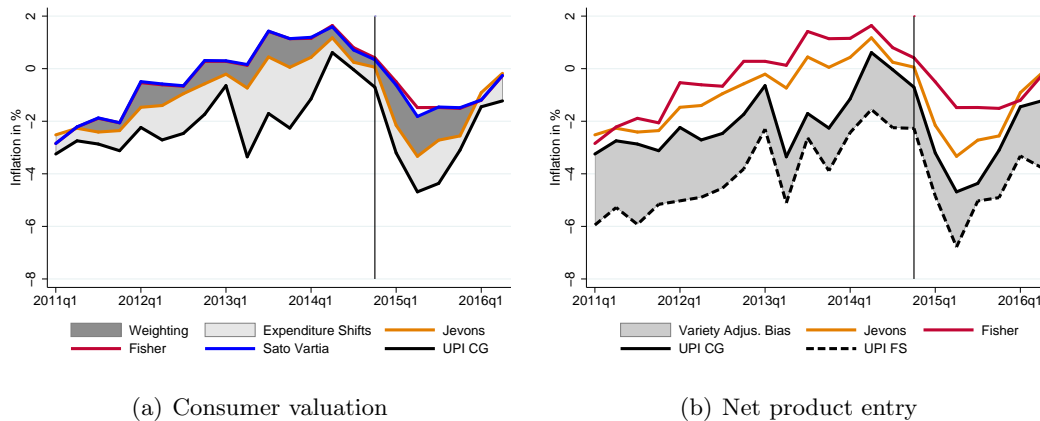 2
0
-2
-4
-6
-8
Inflation in %
2011q1 2012q1 2013q1 2014q1 2015q1 2016q1
Weighting Expenditure Shifts Jevons
Fisher Sato Vartia UPI CG
(a) Consumer valuation
2
0
-2
-4
-6
-8
Inflation in %
2011q1 2012q1 2013q1 2014q1 2015q1 2016q1
Variety Adjus. Bias Jevons Fisher
UPI CG UPI FS
(b) Net product entry